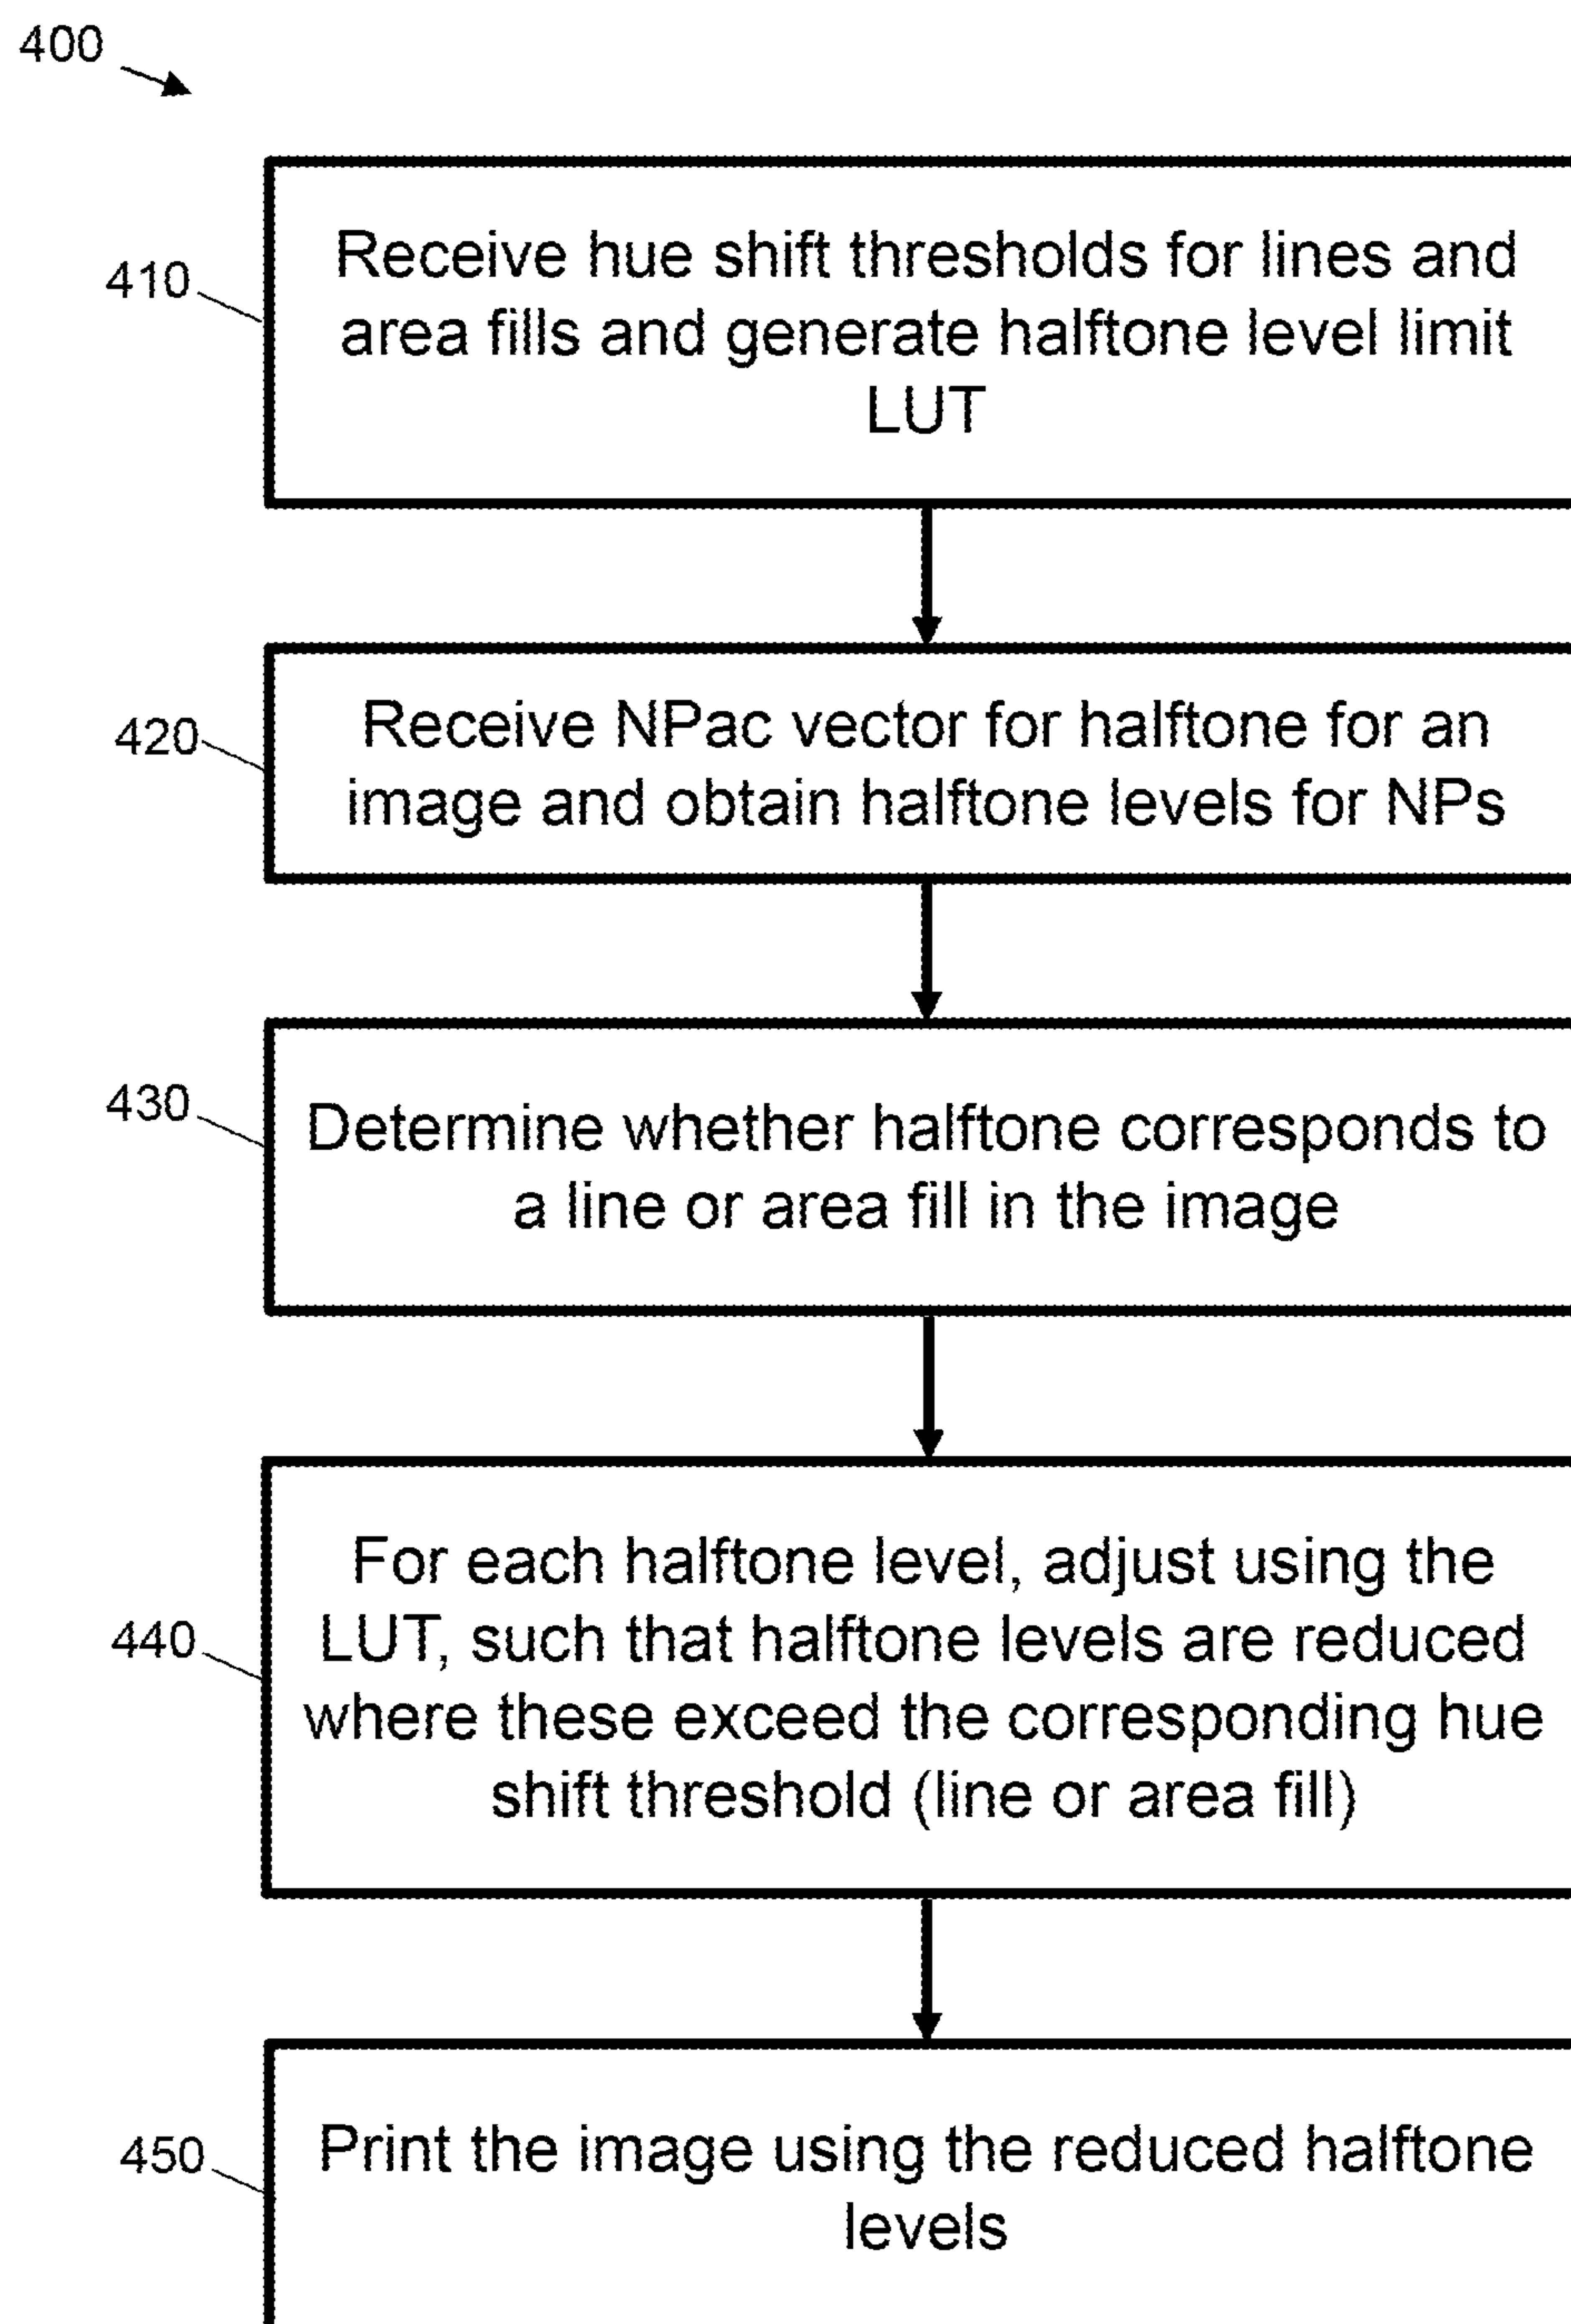 400
410
Receive hue shift thresholds for lines and
area fills and generate halftone level limit
LUT
420
Receive NPac vector for halftone for an
image and obtain halftone levels for NPs
430
Determine whether halftone corresponds to
a line or area fill in the image
440
For each halftone level, adjust using the
LUT, such that halftone levels are reduced
where these exceed the corresponding hue
shift threshold (line or area fill)
450
Print the image using the reduced halftone
levels